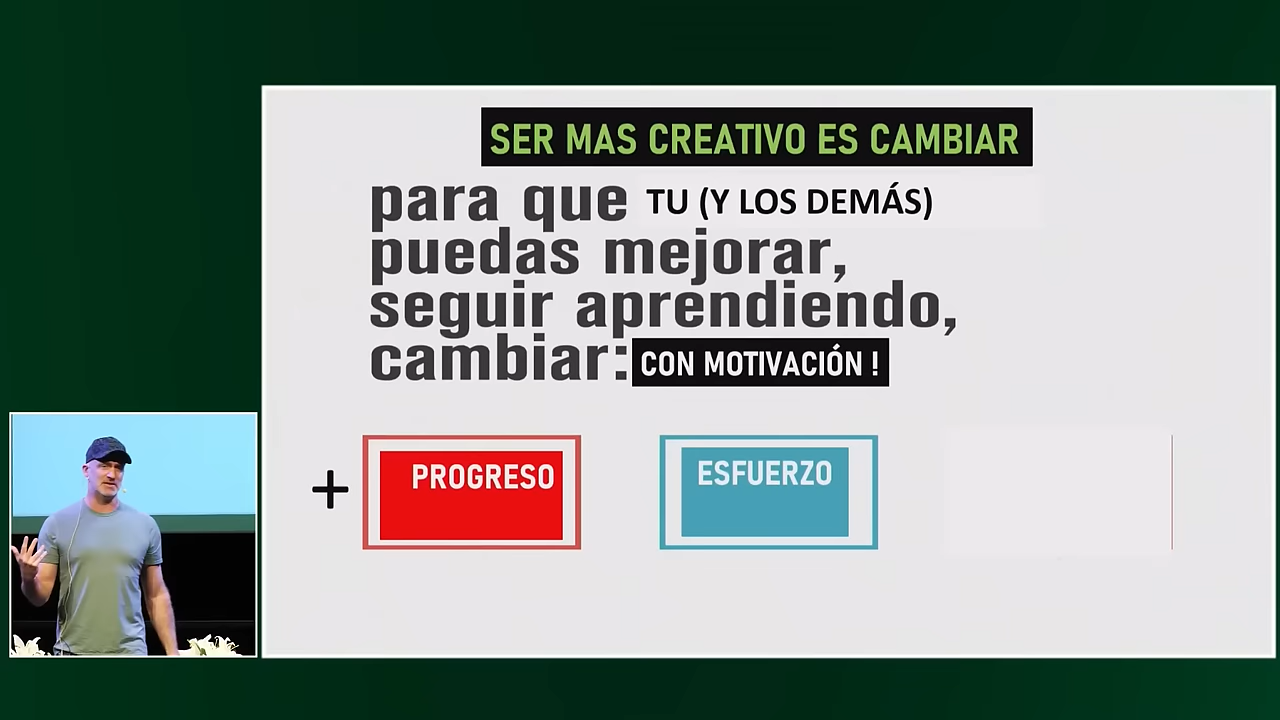 SER MAS CREATIVO ES CAMBIAR
para que TU (Y LOS DEMÁS)
puedas mejorar,
seguir aprendiendo,
cambiar: CON MOTIVACIÓN !
+ PROGRESO ESFUERZO